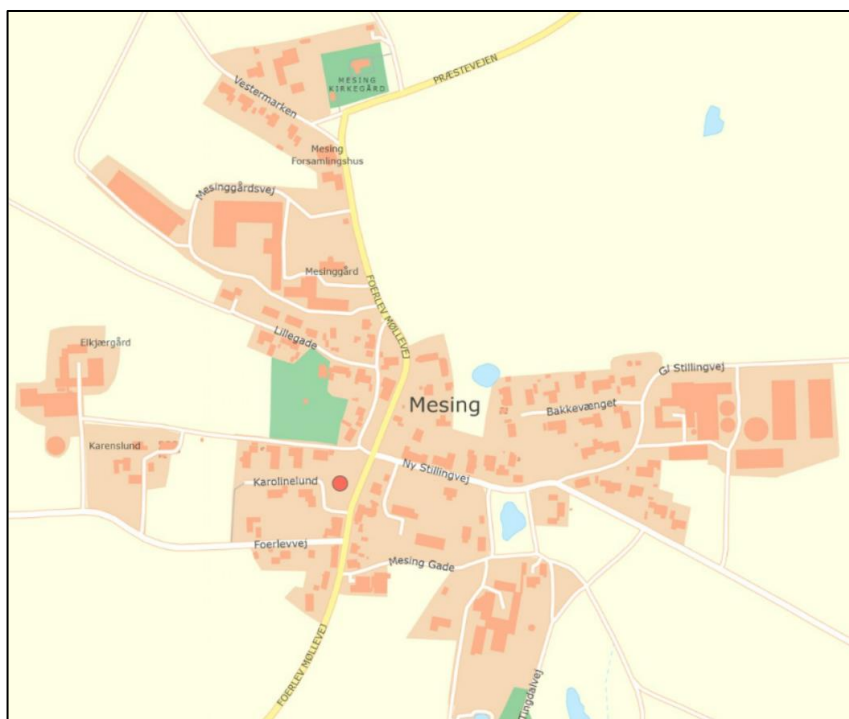 PRÆSTEVEJEN
MESING
KIRKEGÅRD
Vestermarken
Mesing
Forsamlingshus
Mesinggårdsvej
Mesinggård
FOERLEV MØLLEVEJ
Lillegade
Elkjærgård
Gl Stillingvej
Mesing
Bakkevænget
Karenslund
Ny Stillingvej
Karolinelund
Foerlevvej
Mesing Gade
FOERLEV MØLLEVEJ
Tingdalvej